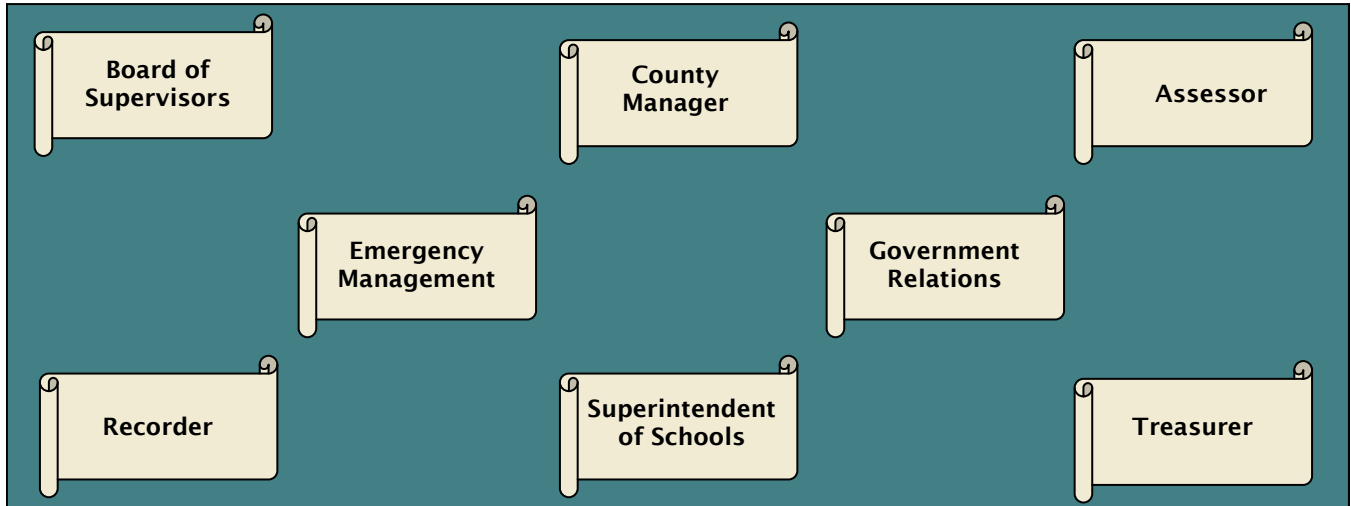 Board of
Supervisors
County
Manager
Assessor
Emergency
Management
Government
Relations
Recorder
Superintendent
of Schools
Treasurer